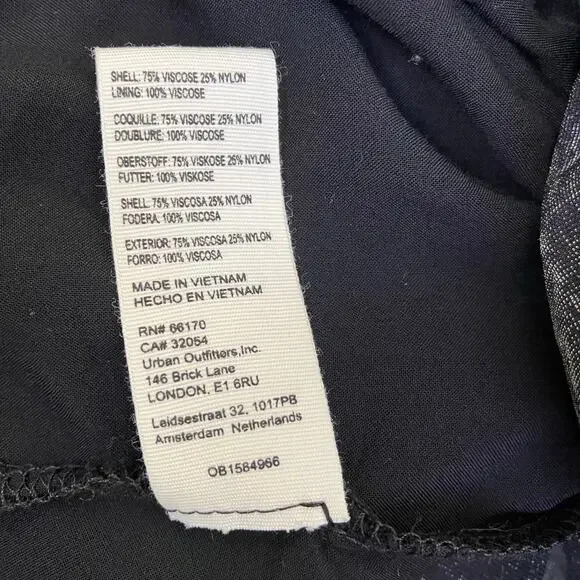 SHELL: 75% VISCOSE 25% NYLON
LINING: 100% VISCOSE
COQUILLE: 75% VISCOSE 25% NYLON
DOUBLURE: 100% VISCOSE
OBERSTOFF: 75% VISKOSE 25% NYLON
FUTTER: 100% VISKOSE
SHELL: 75% VISCOSA 25% NYLON
FODERA: 100% VISCOSA
EXTERIOR: 75% VISCOSA 25% NYLON
FORRO: 100% VISCOSA
MADE IN VIETNAM
HECHO EN VIETNAM
RN# 66170
CA# 32054
Urban Outfitters,Inc.
146 Brick Lane
LONDON, E1 6RU
Leidsestraat 32, 1017PB
Amsterdam Netherlands
OB1584966